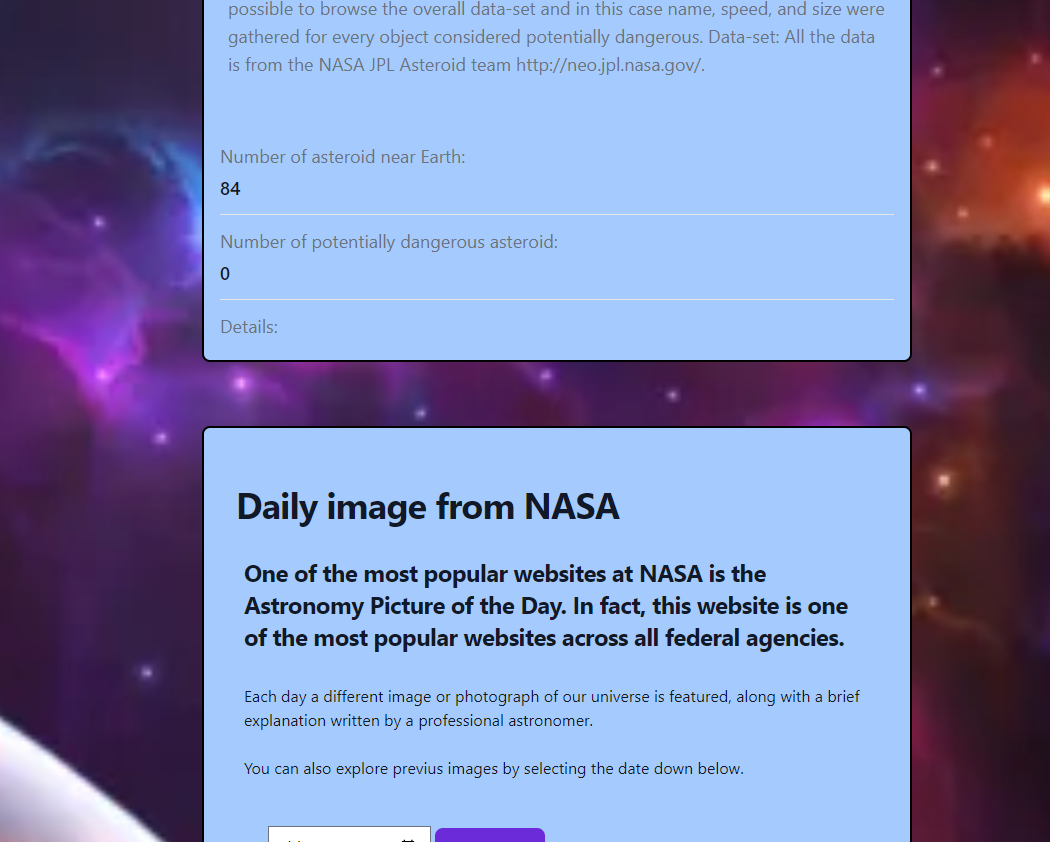 possible to browse the overall data-set and in this case name, speed, and size were
gathered for every object considered potentially dangerous. Data-set: All the data
is from the NASA JPL Asteroid team http://neo.jpl.nasa.gov/.
Number of asteroid near Earth:
84
Number of potentially dangerous asteroid:
0
Details:
Daily image from NASA
One of the most popular websites at NASA is the
Astronomy Picture of the Day. In fact, this website is one
of the most popular websites across all federal agencies.
Each day a different image or photograph of our universe is featured, along with a brief
explanation written by a professional astronomer.
You can also explore previus images by selecting the date down below.